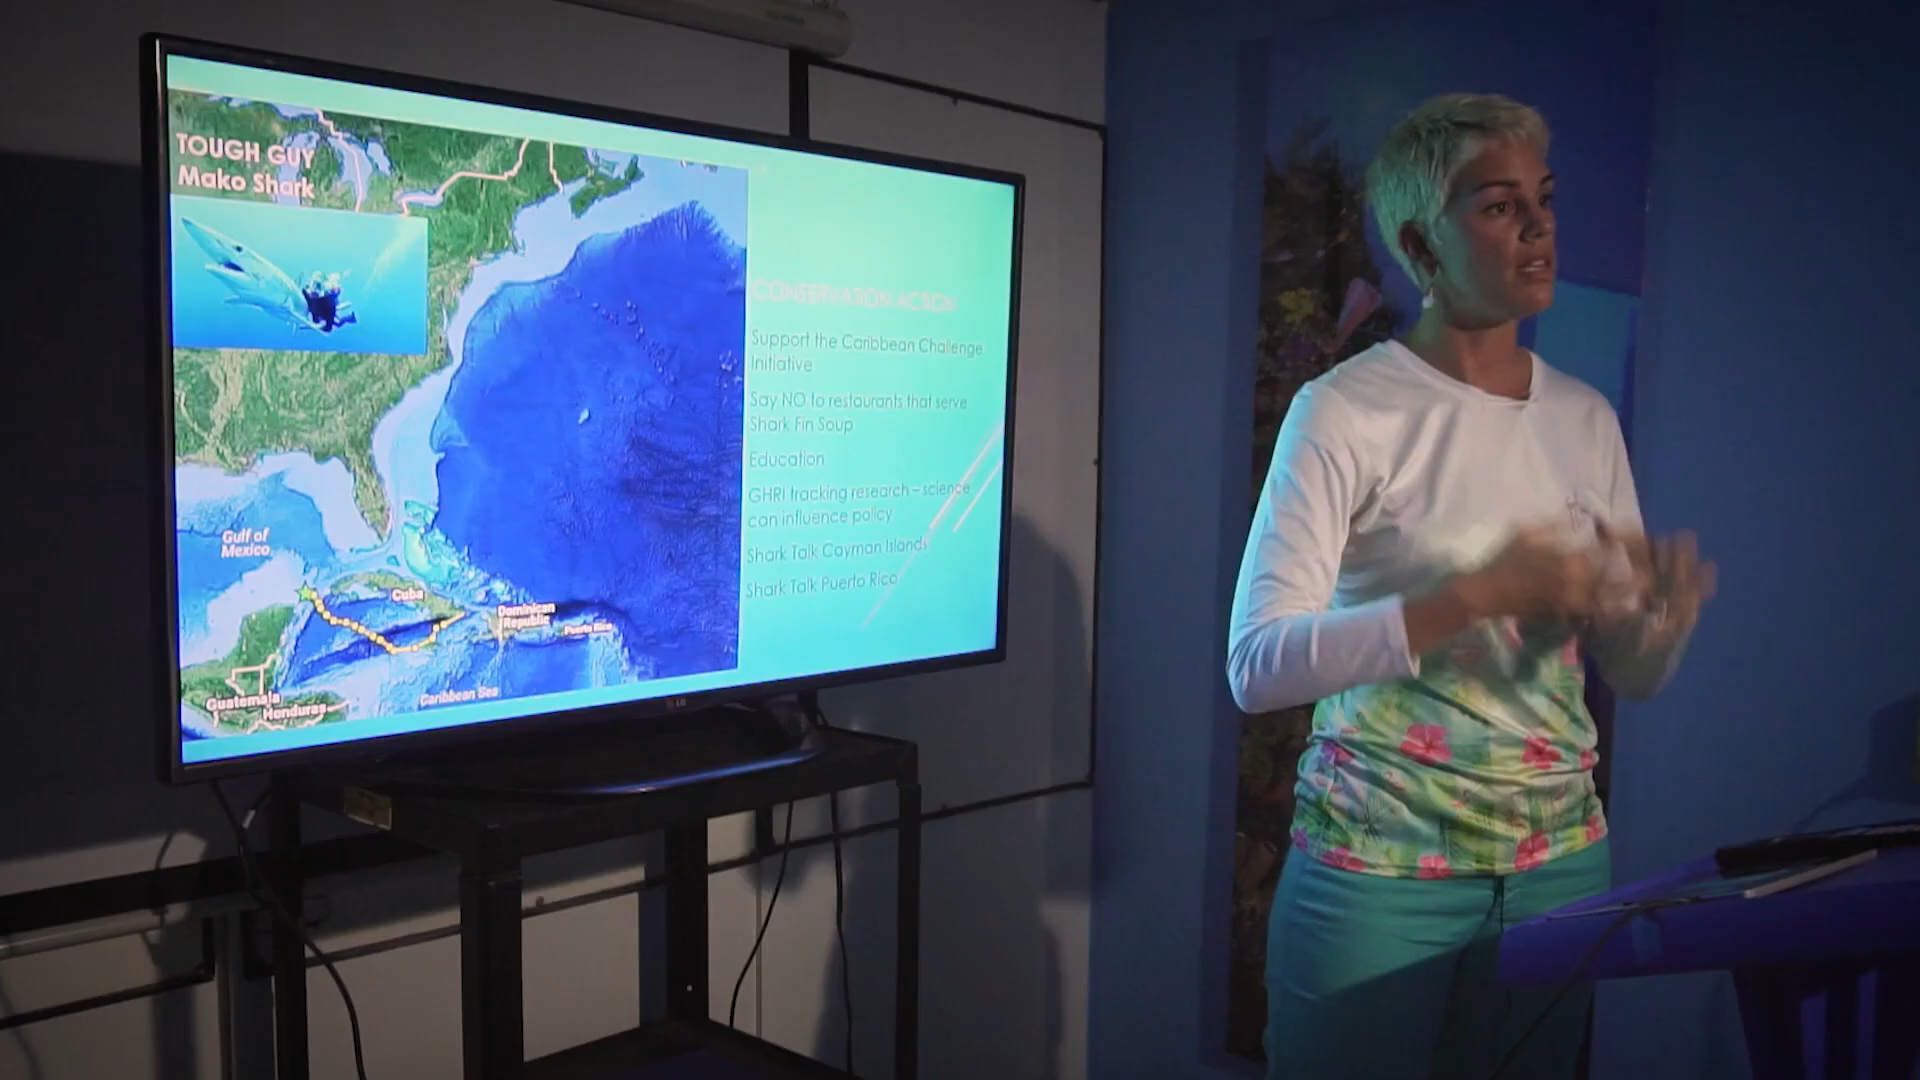 TOUGH GUY
Mako Shark
Gulf of
Mexico
Cuba
Dominican
Republic
Puerto Rico
Guatemala
Honduras
Caribbean Sea
CONSERVATION ACTION
Support the Caribbean Challenge
Initiative
Say NO to restaurants that serve
Shark Fin Soup
Education
GHRI tracking research – science
can influence policy
Shark Talk Cayman Islands
Shark Talk Puerto Rico
LG